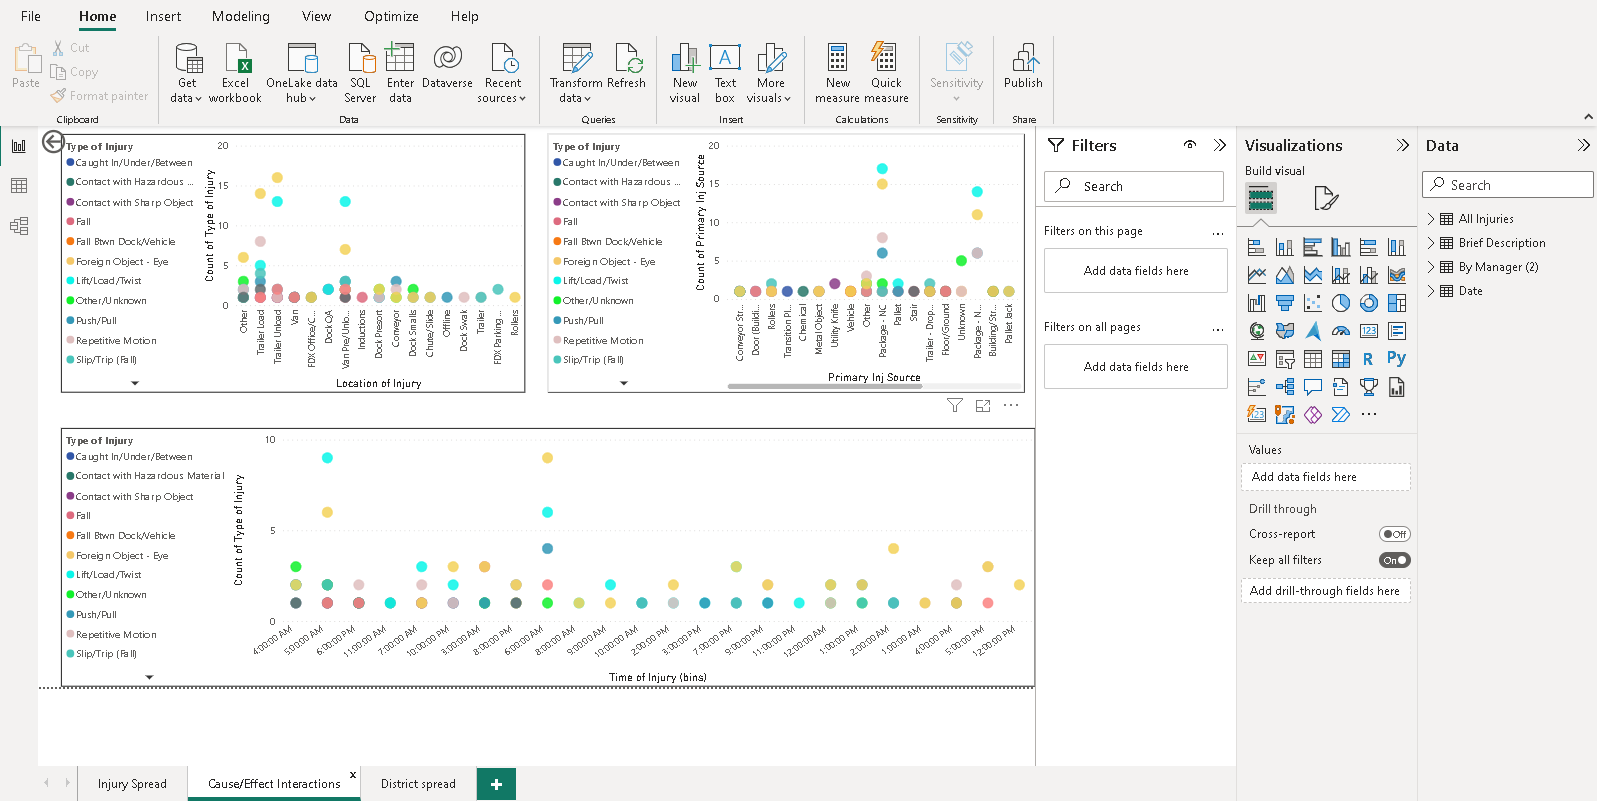 File Home Insert Modeling View Optimize Help
Paste
Cut
Copy
Format painter
Clipboard
Get data
Excel workbook
OneLake data hub
SQL Server
Enter data
Dataverse
Recent sources
Data
Transform data
Refresh
Queries
New visual
Text box
More visuals
Insert
New measure
Quick measure
Calculations
Sensitivity
Sensitivity
Publish
Share
Type of Injury
Caught In/Under/Between
Contact with Hazardous ...
Contact with Sharp Object
Fall
Fall Btwn Dock/Vehicle
Foreign Object - Eye
Lift/Load/Twist
Other/Unknown
Push/Pull
Repetitive Motion
Slip/Trip (Fall)
Count of Type of Injury
20
15
10
5
0
Other
Trailer Load
Trailer Unload
Van
FDX Office/C...
Dock QA
Van Pre/Unlo...
Inductions
Dock Presort
Conveyor
Dock Smalls
Chute/Slide
Offline
Dock Swak
Trailer
FDX Parking ...
Rollers
Location of Injury
Type of Injury
Caught In/Under/Between
Contact with Hazardous ...
Contact with Sharp Object
Fall
Fall Btwn Dock/Vehicle
Foreign Object - Eye
Lift/Load/Twist
Other/Unknown
Push/Pull
Repetitive Motion
Slip/Trip (Fall)
Count of Primary Inj Source
20
15
10
5
0
Conveyor Str...
Door (Buildi...
Rollers
Transition Pl...
Chemical
Metal Object
Utility Knife
Vehicle
Other
Package - NC
Pallet
Stair
Trailer - Drop...
Floor/Ground
Unknown
Package - N...
Building/Str...
Pallet Jack
Primary Inj Source
Type of Injury
Caught In/Under/Between
Contact with Hazardous Material
Contact with Sharp Object
Fall
Fall Btwn Dock/Vehicle
Foreign Object - Eye
Lift/Load/Twist
Other/Unknown
Push/Pull
Repetitive Motion
Slip/Trip (Fall)
Count of Type of Injury
10
5
0
4:00:00 AM
5:00:00 AM
6:00:00 PM
11:00:00 AM
7:00:00 AM
10:00:00 PM
3:00:00 AM
8:00:00 PM
6:00:00 AM
8:00:00 AM
9:00:00 AM
10:00:00 AM
2:00:00 PM
3:00:00 PM
7:00:00 PM
9:00:00 PM
11:00:00 PM
12:00:00 AM
1:00:00 PM
2:00:00 AM
1:00:00 AM
4:00:00 PM
5:00:00 PM
12:00:00 PM
Time of Injury (bins)
Filters
Search
Filters on this page ...
Add data fields here
Filters on all pages ...
Add data fields here
Visualizations
Build visual
123
R
Py
123
...
Values
Add data fields here
Drill through
Cross-report Off
Keep all filters On
Add drill-through fields here
Data
Search
All Injuries
Brief Description
By Manager (2)
Date
Injury Spread
Cause/Effect Interactions x
District spread
+